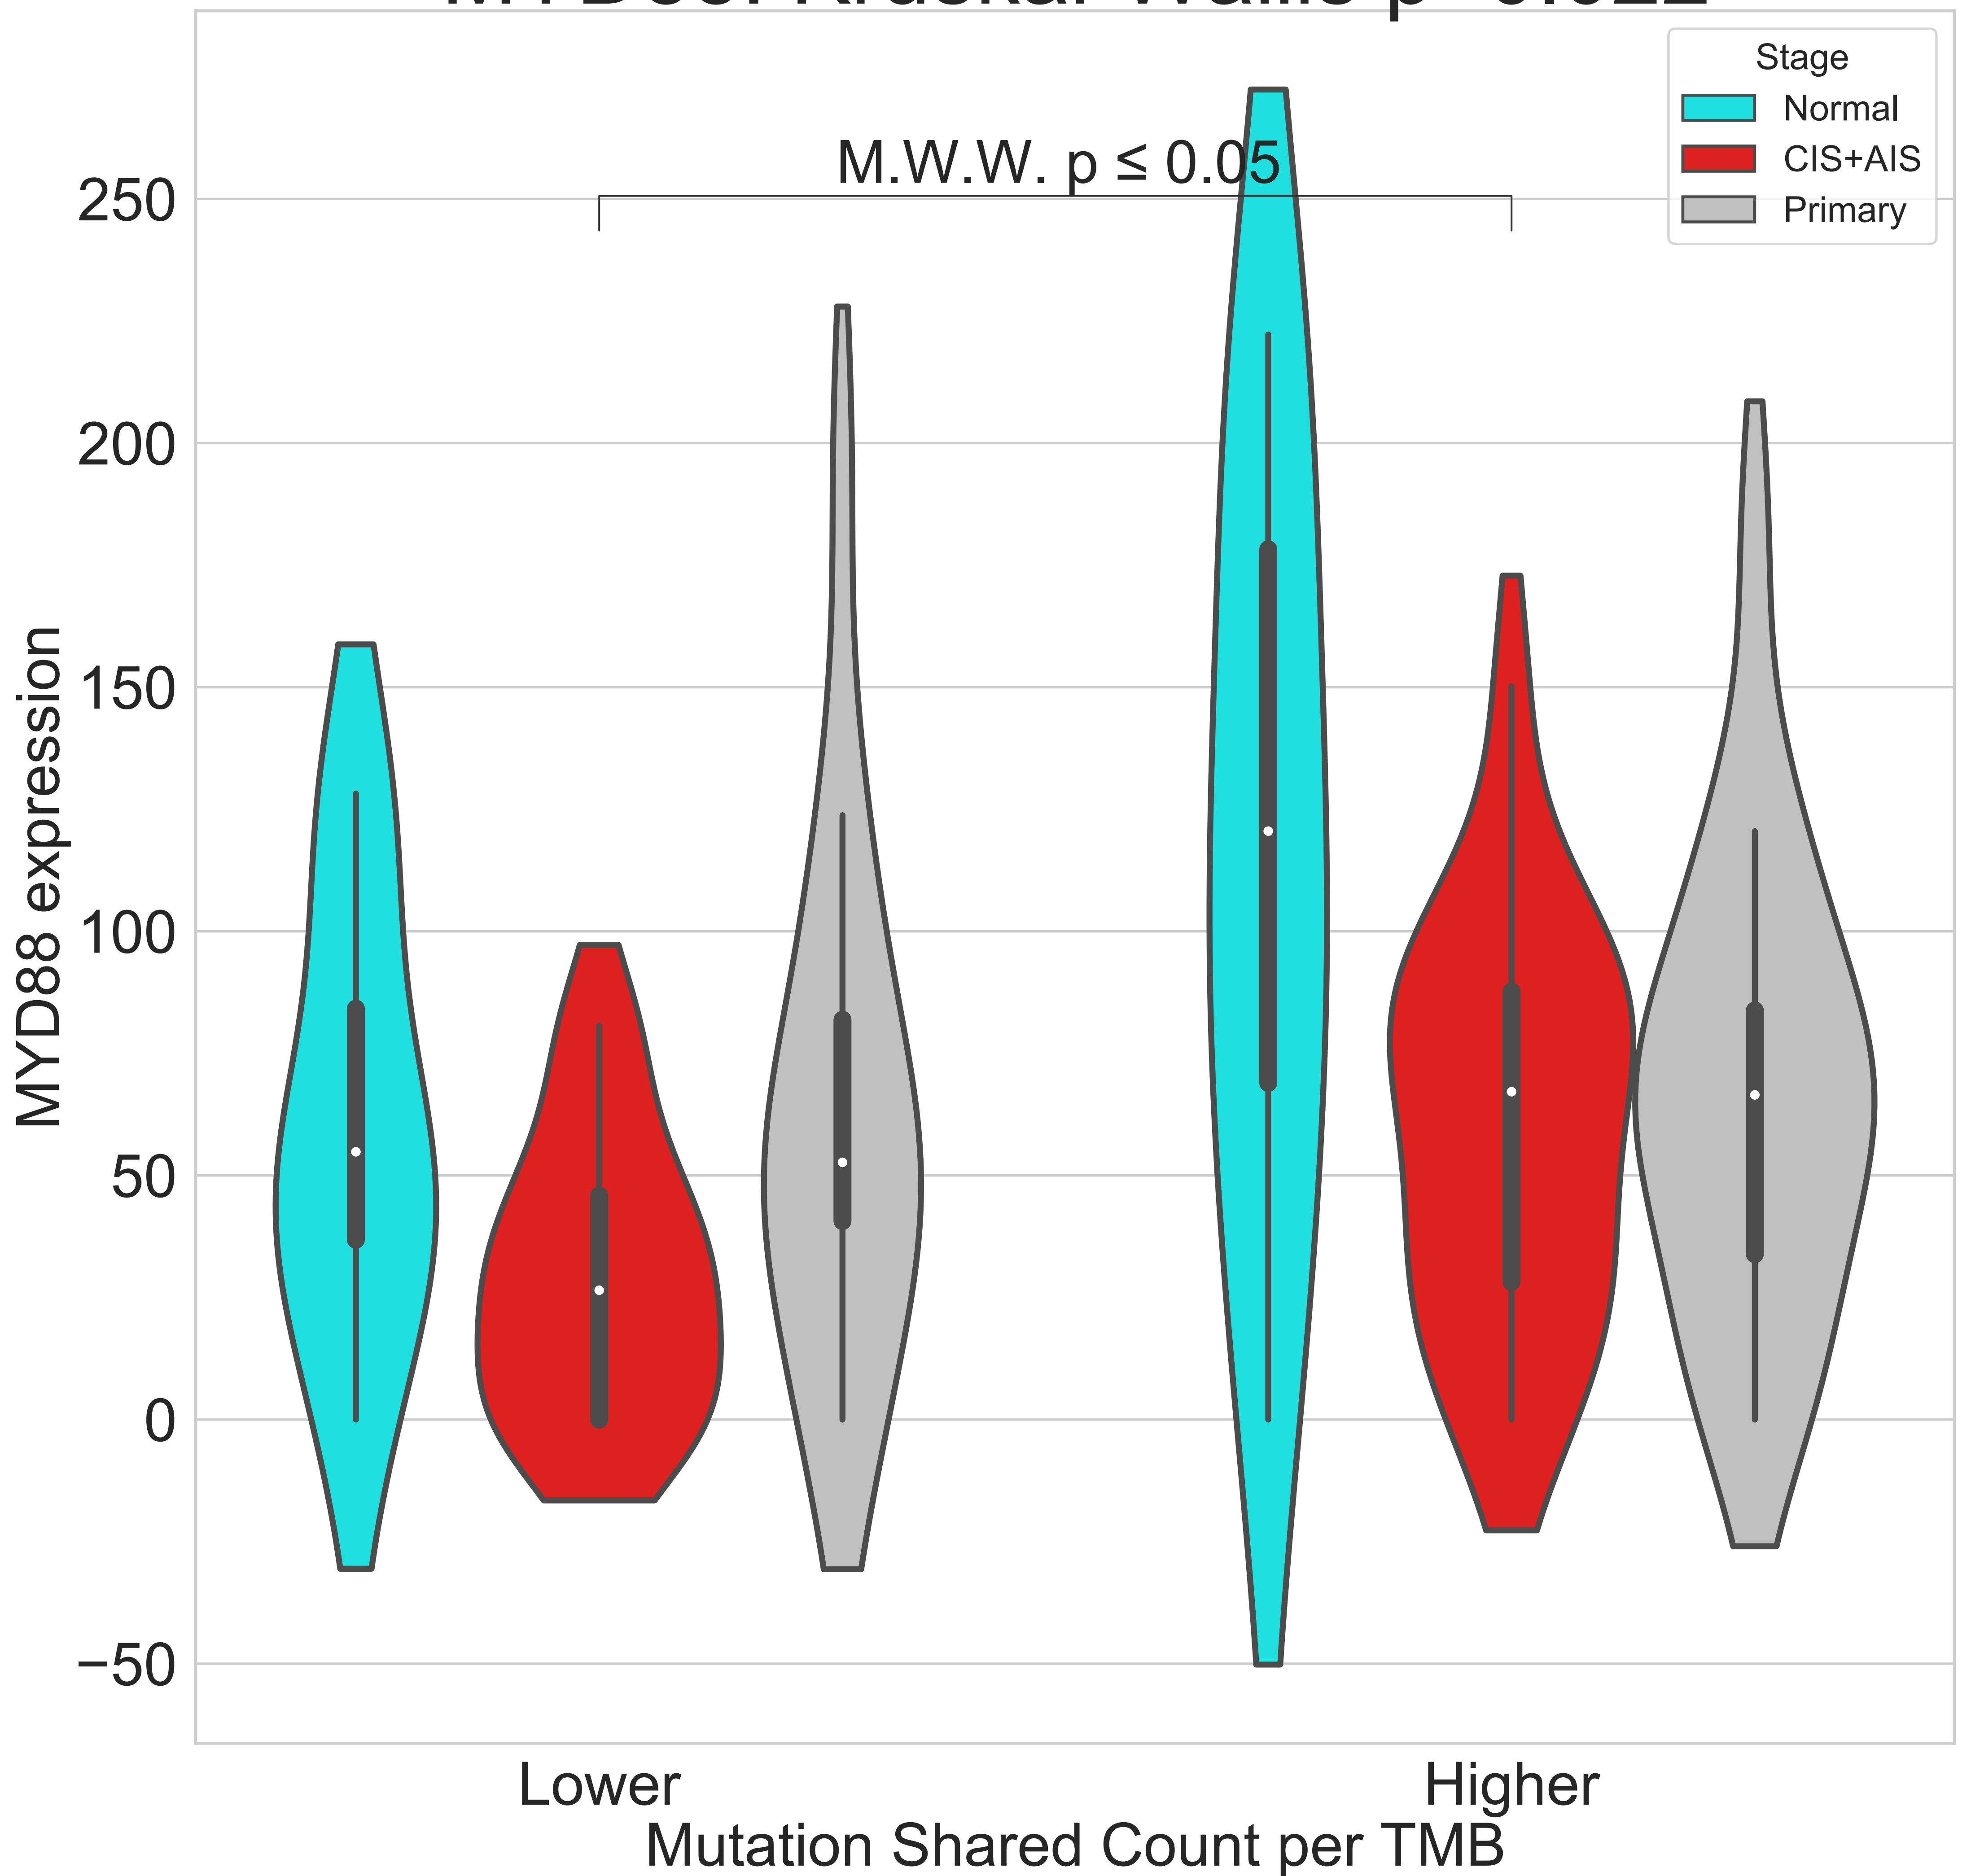 Stage
Normal
CIS+AIS
Primary
M.W.W. p ≤ 0.05
250
200
150
100
50
0
−50
MYD88 expression
Lower
Higher
Mutation Shared Count per TMB